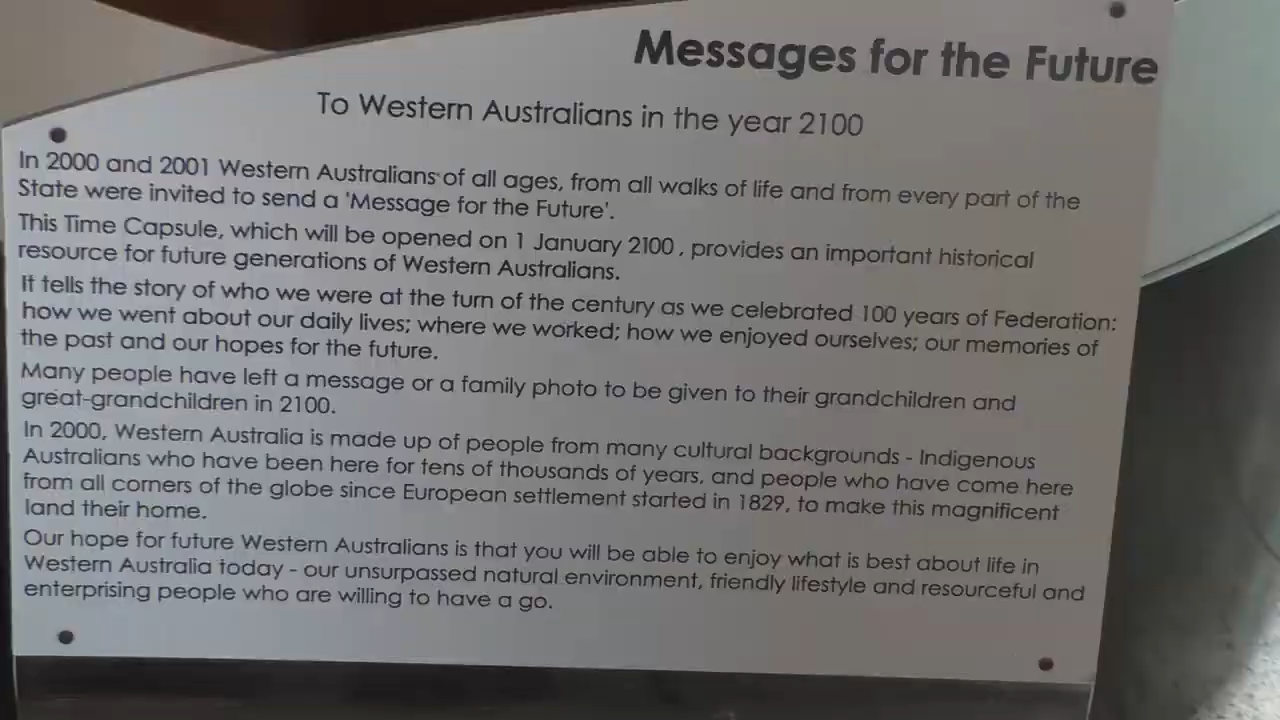 Messages for the Future
To Western Australians in the year 2100
In 2000 and 2001 Western Australians of all ages, from all walks of life and from every part of the
State were invited to send a 'Message for the Future'.
This Time Capsule, which will be opened on 1 January 2100, provides an important historical
resource for future generations of Western Australians.
It tells the story of who we were at the turn of the century as we celebrated 100 years of Federation:
how we went about our daily lives; where we worked; how we enjoyed ourselves; our memories of
the past and our hopes for the future.
Many people have left a message or a family photo to be given to their grandchildren and
great-grandchildren in 2100.
In 2000, Western Australia is made up of people from many cultural backgrounds - Indigenous
Australians who have been here for tens of thousands of years, and people who have come here
from all corners of the globe since European settlement started in 1829, to make this magnificent
land their home.
Our hope for future Western Australians is that you will be able to enjoy what is best about life in
Western Australia today - our unsurpassed natural environment, friendly lifestyle and resourceful and
enterprising people who are willing to have a go.